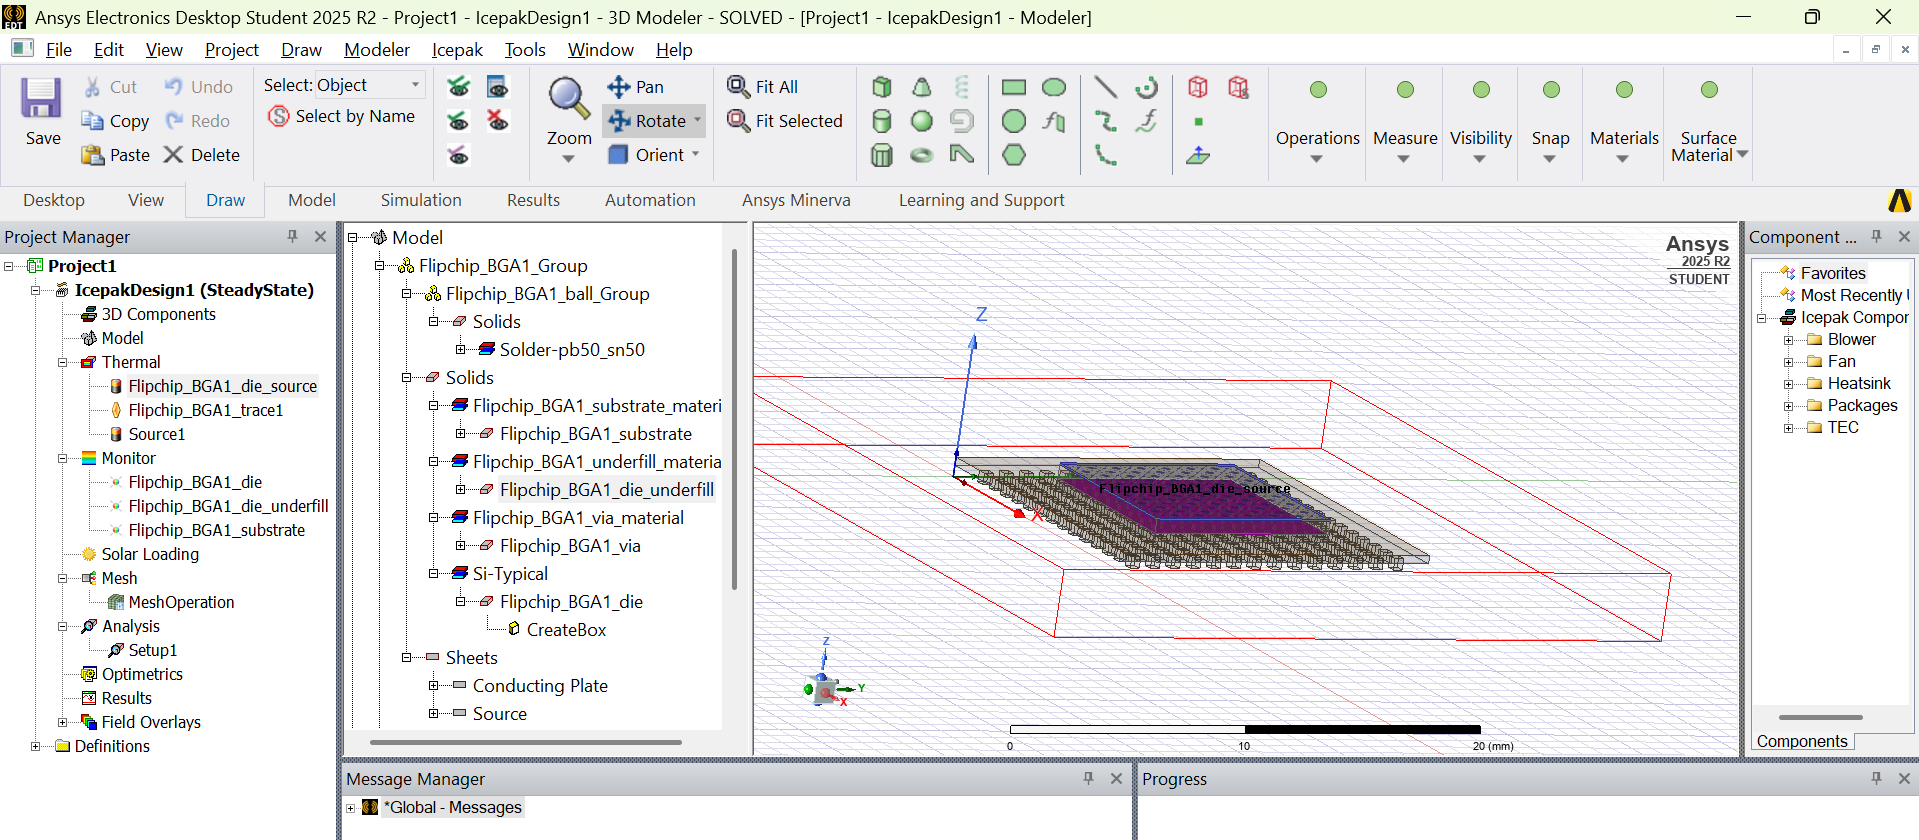 Ansys Electronics Desktop Student 2025 R2 - Project1 - IcepakDesign1 - 3D Modeler - SOLVED - [Project1 - IcepakDesign1 - Modeler]
File Edit View Project Draw Modeler Icepak Tools Window Help
Save
Cut
Copy
Paste
Undo
Redo
Delete
Select: Object
Select by Name
Zoom
Pan
Rotate
Orient
Fit All
Fit Selected
Operations
Measure
Visibility
Snap
Materials
Surface
Material
Desktop View Draw Model Simulation Results Automation Ansys Minerva Learning and Support
Project Manager
Project1
IcepakDesign1 (SteadyState)
3D Components
Model
Thermal
Flipchip_BGA1_die_source
Flipchip_BGA1_trace1
Source1
Monitor
Flipchip_BGA1_die
Flipchip_BGA1_die_underfill
Flipchip_BGA1_substrate
Solar Loading
Mesh
MeshOperation
Analysis
Setup1
Optimetrics
Results
Field Overlays
Definitions
Model
Flipchip_BGA1_Group
Flipchip_BGA1_ball_Group
Solids
Solder-pb50_sn50
Solids
Flipchip_BGA1_substrate_materi
Flipchip_BGA1_substrate
Flipchip_BGA1_underfill_materia
Flipchip_BGA1_die_underfill
Flipchip_BGA1_via_material
Flipchip_BGA1_via
Si-Typical
Flipchip_BGA1_die
CreateBox
Sheets
Conducting Plate
Source
Ansys
2025 R2
STUDENT
Z
Flipchip_BGA1_die_source
X
Z
Y
X
0 10 20 (mm)
Component ...
Favorites
Most Recently
Icepak Compor
Blower
Fan
Heatsink
Packages
TEC
Components
Message Manager
*Global - Messages
Progress